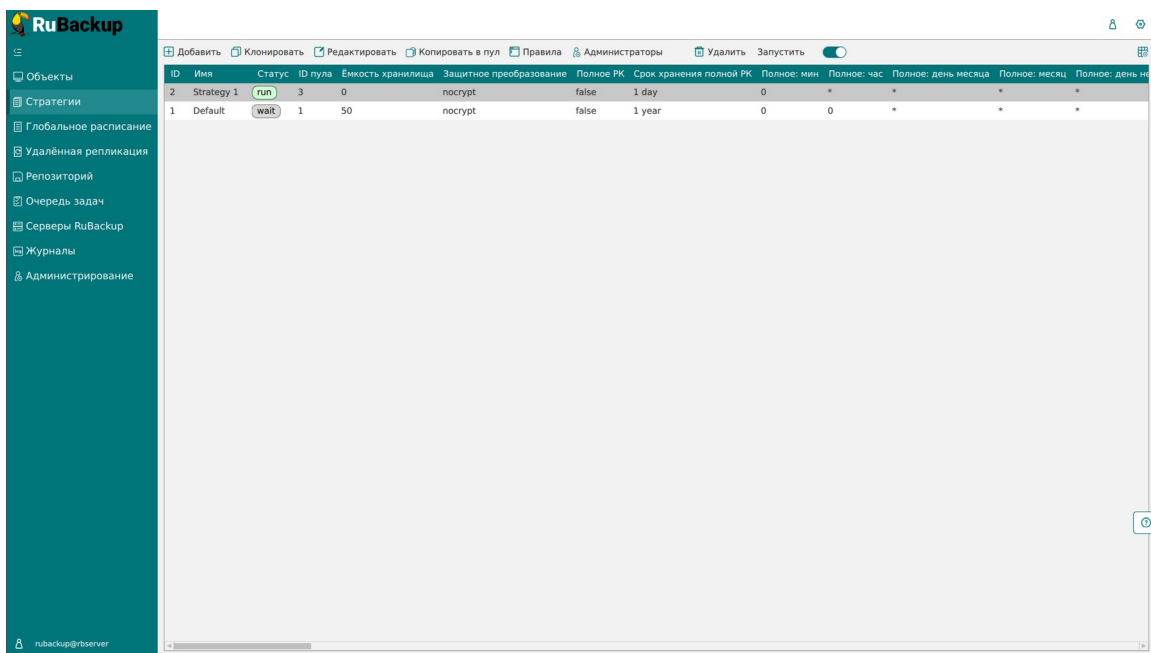 RuBackup
Добавить Клонировать Редактировать Копировать в пул Правила Администраторы Удалить Запустить
Объекты
Стратегии
Глобальное расписание
Удалённая репликация
Репозиторий
Очередь задач
Серверы RuBackup
Журналы
Администрирование
ID Имя Статус ID пула Ёмкость хранилища Защитное преобразование Полное РК Срок хранения полной РК Полное: мин Полное: час Полное: день месяца Полное: месяц Полное: день не
2 Strategy 1 run 3 0 nocrypt false 1 day 0 * * * *
1 Default wait 1 50 nocrypt false 1 year 0 0 * * *
rubackup@rbserver